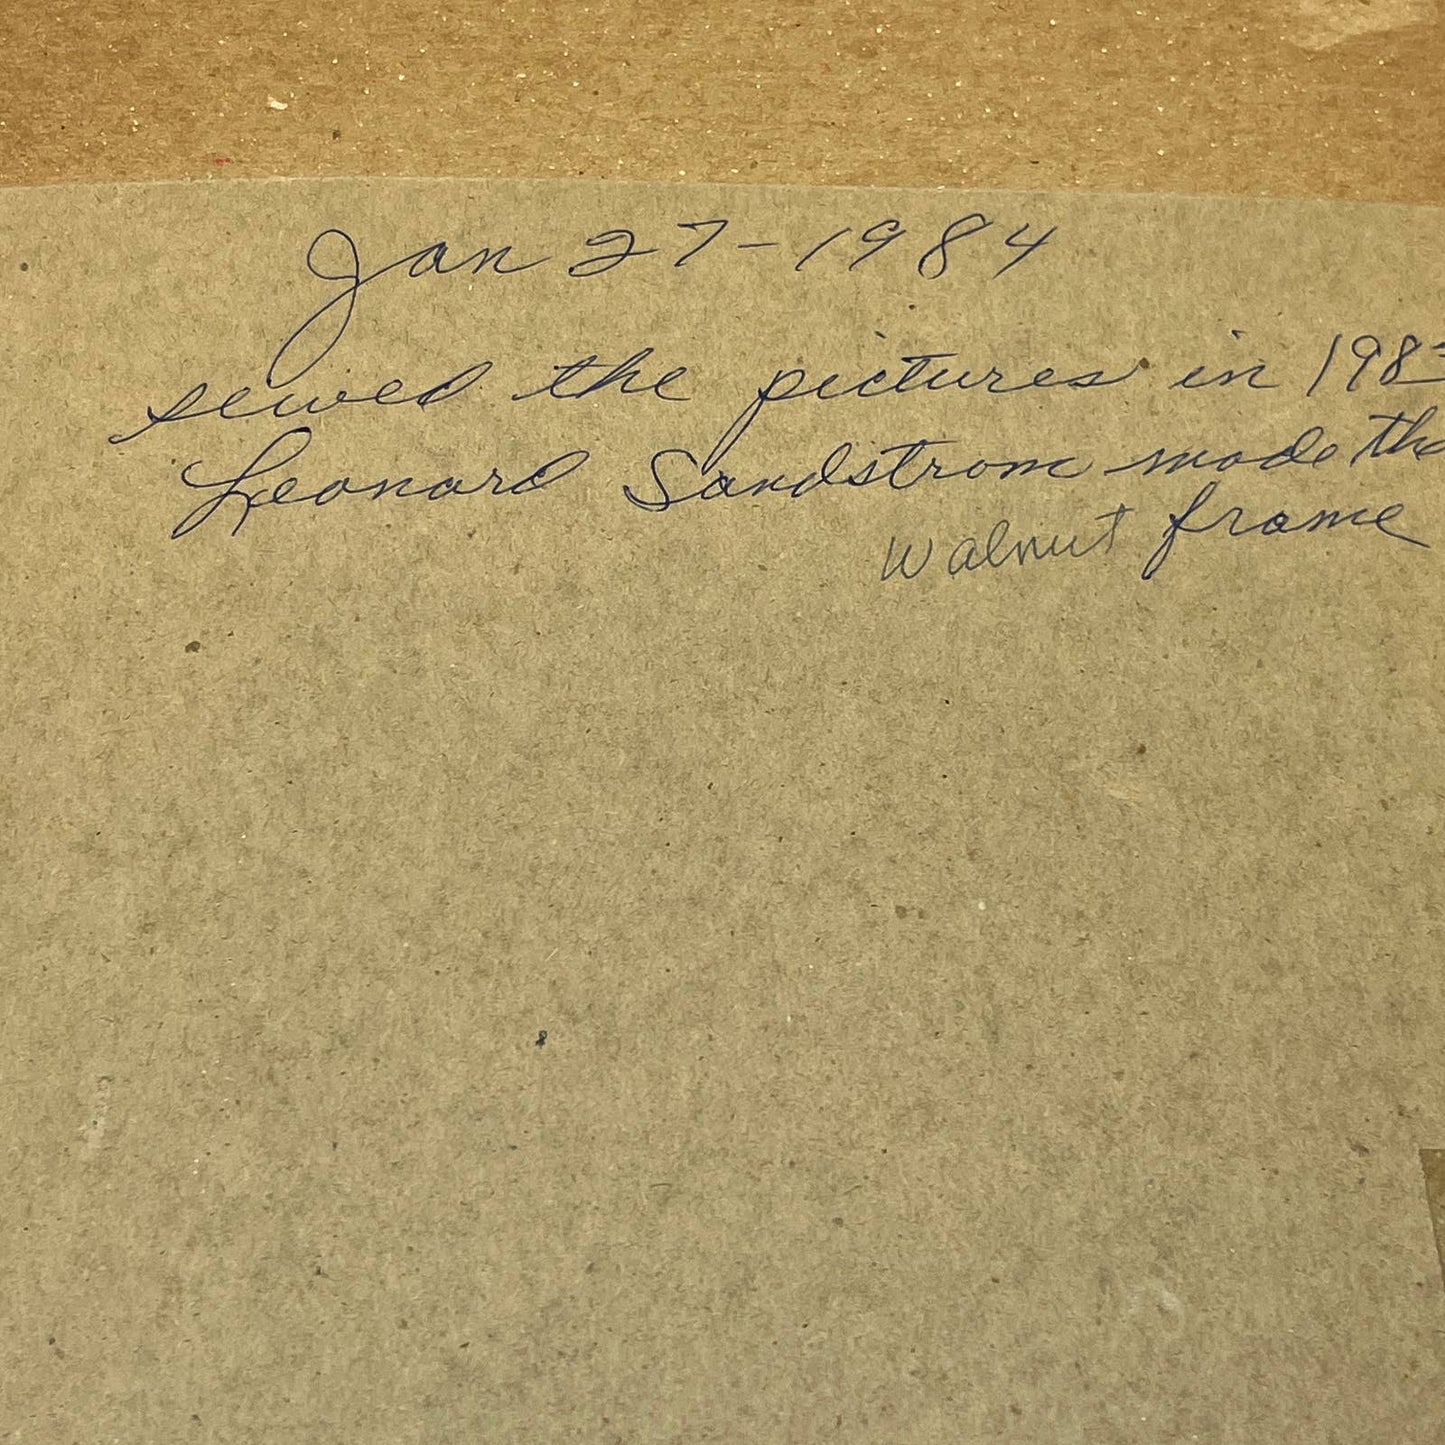 Jan 27-1984
sewed the pictures in 198
Leonard Sandstrom made the
walnut frame